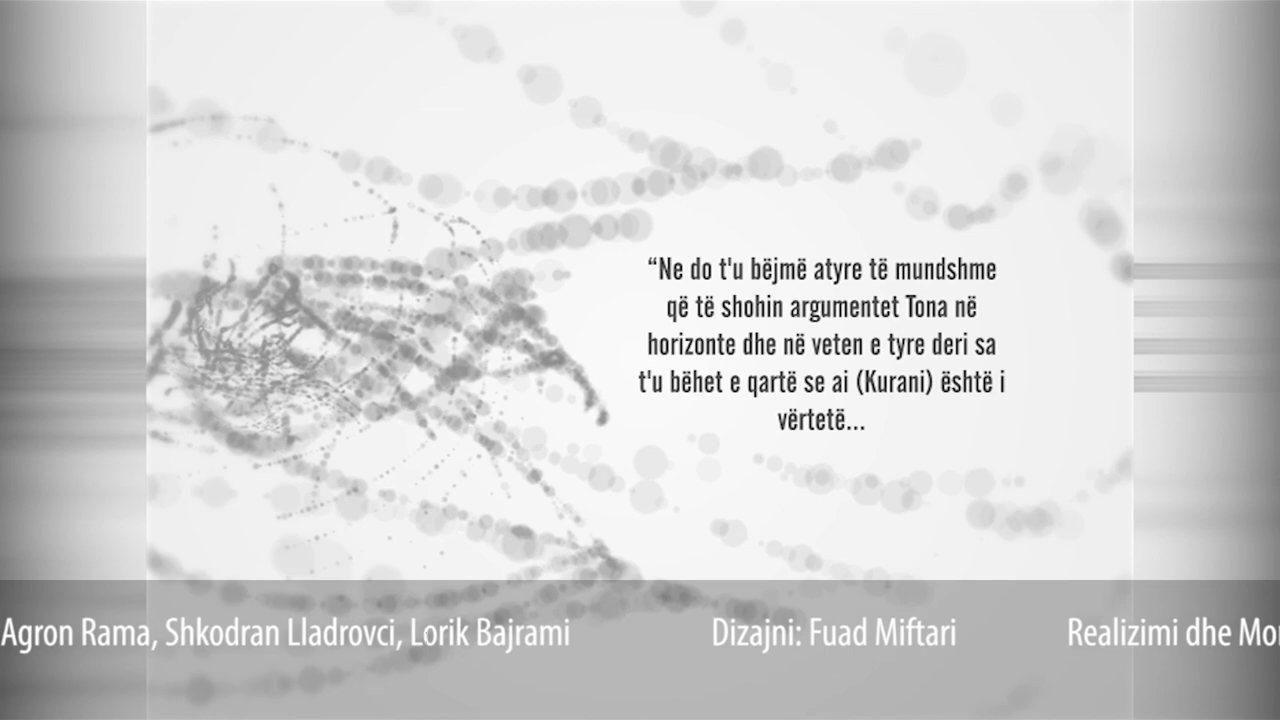 “Ne do t'u bëjmë atyre të mundshme
që të shohin argumentet Tona në
horizonte dhe në veten e tyre deri sa
t'u bëhet e qartë se ai (Kurani) është i
vërtetë...
Agron Rama, Shkodran Lladrovci, Lorik Bajrami Dizajni: Fuad Miftari Realizimi dhe